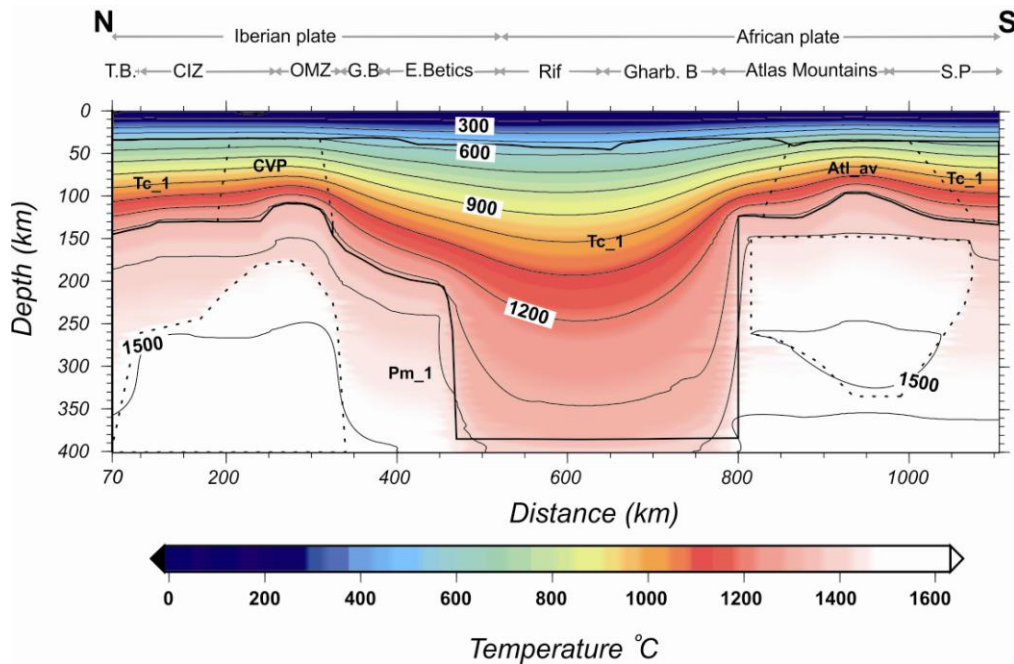 N S
Iberian plate African plate
T.B. CIZ OMZ G.B E.Betics Rif Gharb. B Atlas Mountains S.P
0
50
100
150
200
250
300
350
400
Depth (km)
300
600
CVP
Atl_av
Tc_1
Tc_1
900
Tc_1
1200
1500
Pm_1
1500
70 200 400 600 800 1000
Distance (km)
0 200 400 600 800 1000 1200 1400 1600
Temperature °C